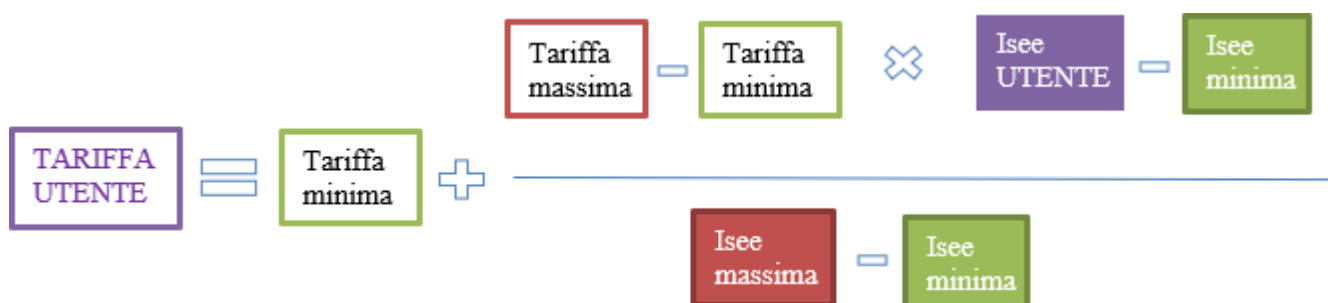 Tariffa
massima
Tariffa
minima
Isee
UTENTE
Isee
minima
TARIFFA
UTENTE
Tariffa
minima
Isee
massima
Isee
minima